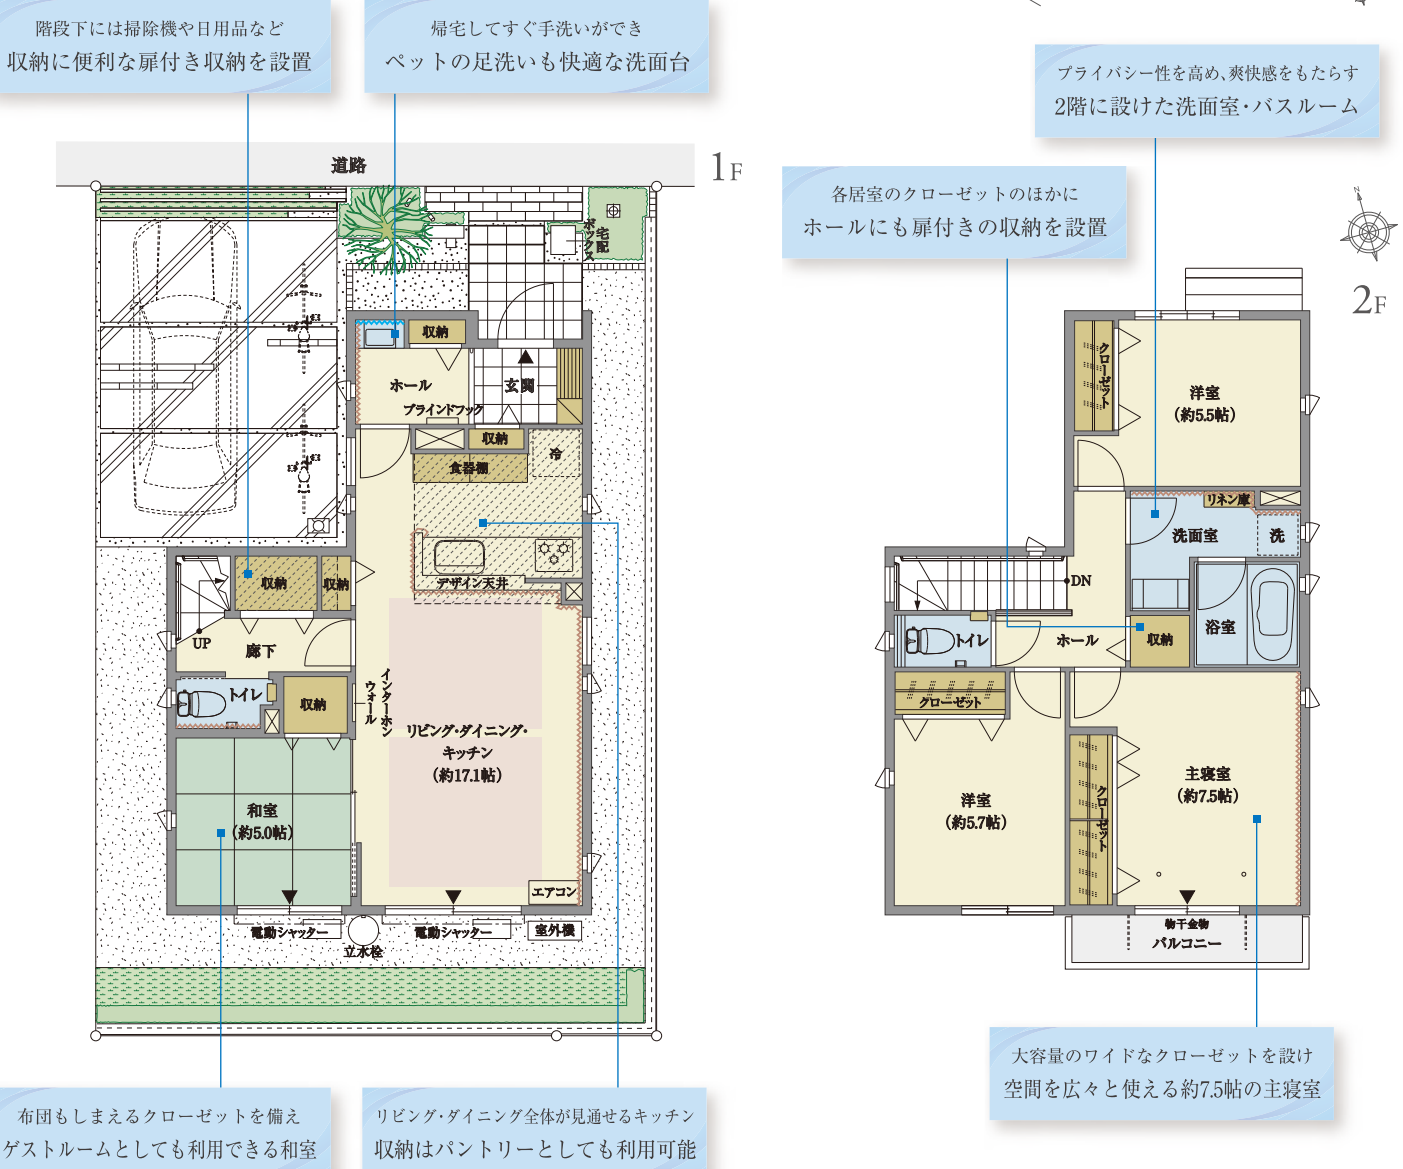 階段下には掃除機や日用品など
収納に便利な扉付き収納を設置
帰宅してすぐ手洗いができ
ペットの足洗いも快適な洗面台
プライバシー性を高め、爽快感をもたらす
2階に設けた洗面室・バスルーム
各居室のクローゼットのほかに
ホールにも扉付きの収納を設置
1F
道路
宅配
ボックス
収納
ホール
玄関
ブラインドフック
収納
食器棚
冷
デザイン天井
収納
収納
UP
廊下
トイレ
収納
インターホン
ウォール
リビング・ダイニング・
キッチン
(約17.1帖)
和室
(約5.0帖)
エアコン
電動シャッター
電動シャッター
室外機
立水栓
N
2F
クローゼット
洋室
(約5.5帖)
リネン庫
洗面室
洗
DN
浴室
トイレ
ホール
収納
クローゼット
主寝室
(約7.5帖)
クローゼット
洋室
(約5.7帖)
物干金物
バルコニー
大容量のワイドなクローゼットを設け
空間を広々と使える約7.5帖の主寝室
布団もしまえるクローゼットを備え
ゲストルームとしても利用できる和室
リビング・ダイニング全体が見通せるキッチン
収納はパントリーとしても利用可能